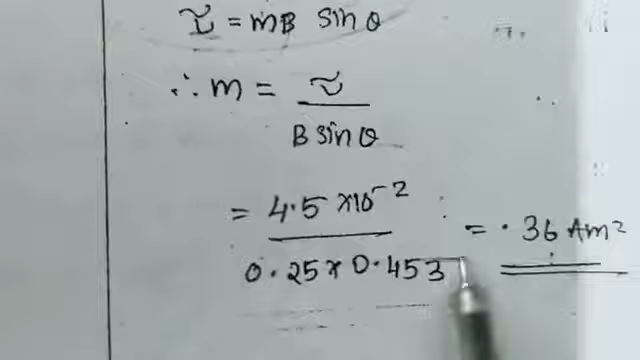 τ = mB sinθ
∴ m = τ / B sinθ
= 4.5 × 10⁻² / 0.25 × 0.453 = .36 Am²